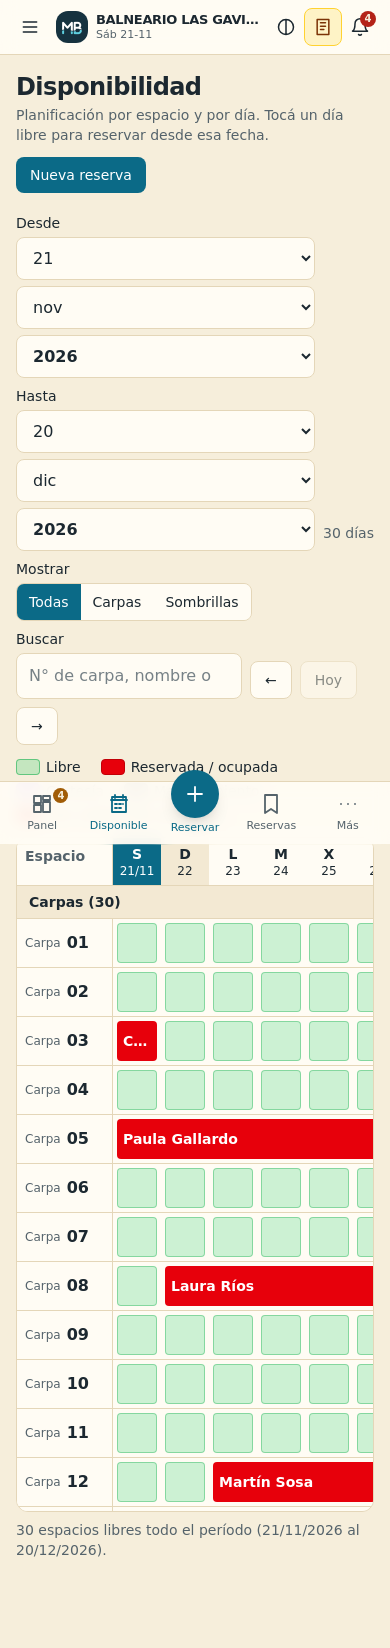 MB
BALNEARIO LAS GAVI...
Sáb 21-11
4
Disponibilidad
Planificación por espacio y por día. Tocá un día
libre para reservar desde esa fecha.
Nueva reserva
Desde
21
nov
2026
Hasta
20
dic
2026
30 días
Mostrar
Todas
Carpas
Sombrillas
Buscar
N° de carpa, nombre o
←
Hoy
→
Libre
Reservada / ocupada
4
Panel
Disponible
Reservar
Reservas
Más
Espacio
S
21/11
D
22
L
23
M
24
X
25
Carpas (30)
Carpa 01
Carpa 02
Carpa 03
C...
Carpa 04
Carpa 05
Paula Gallardo
Carpa 06
Carpa 07
Carpa 08
Laura Ríos
Carpa 09
Carpa 10
Carpa 11
Carpa 12
Martín Sosa
30 espacios libres todo el período (21/11/2026 al
20/12/2026).